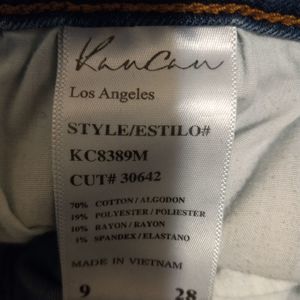 KanCan
Los Angeles
STYLE/ESTILO#
KC8389M
CUT# 30642
70% COTTON/ALGODON
19% POLYESTER/POLIESTER
10% RAYON/RAYON
1% SPANDEX/ELASTANO
MADE IN VIETNAM
9 28